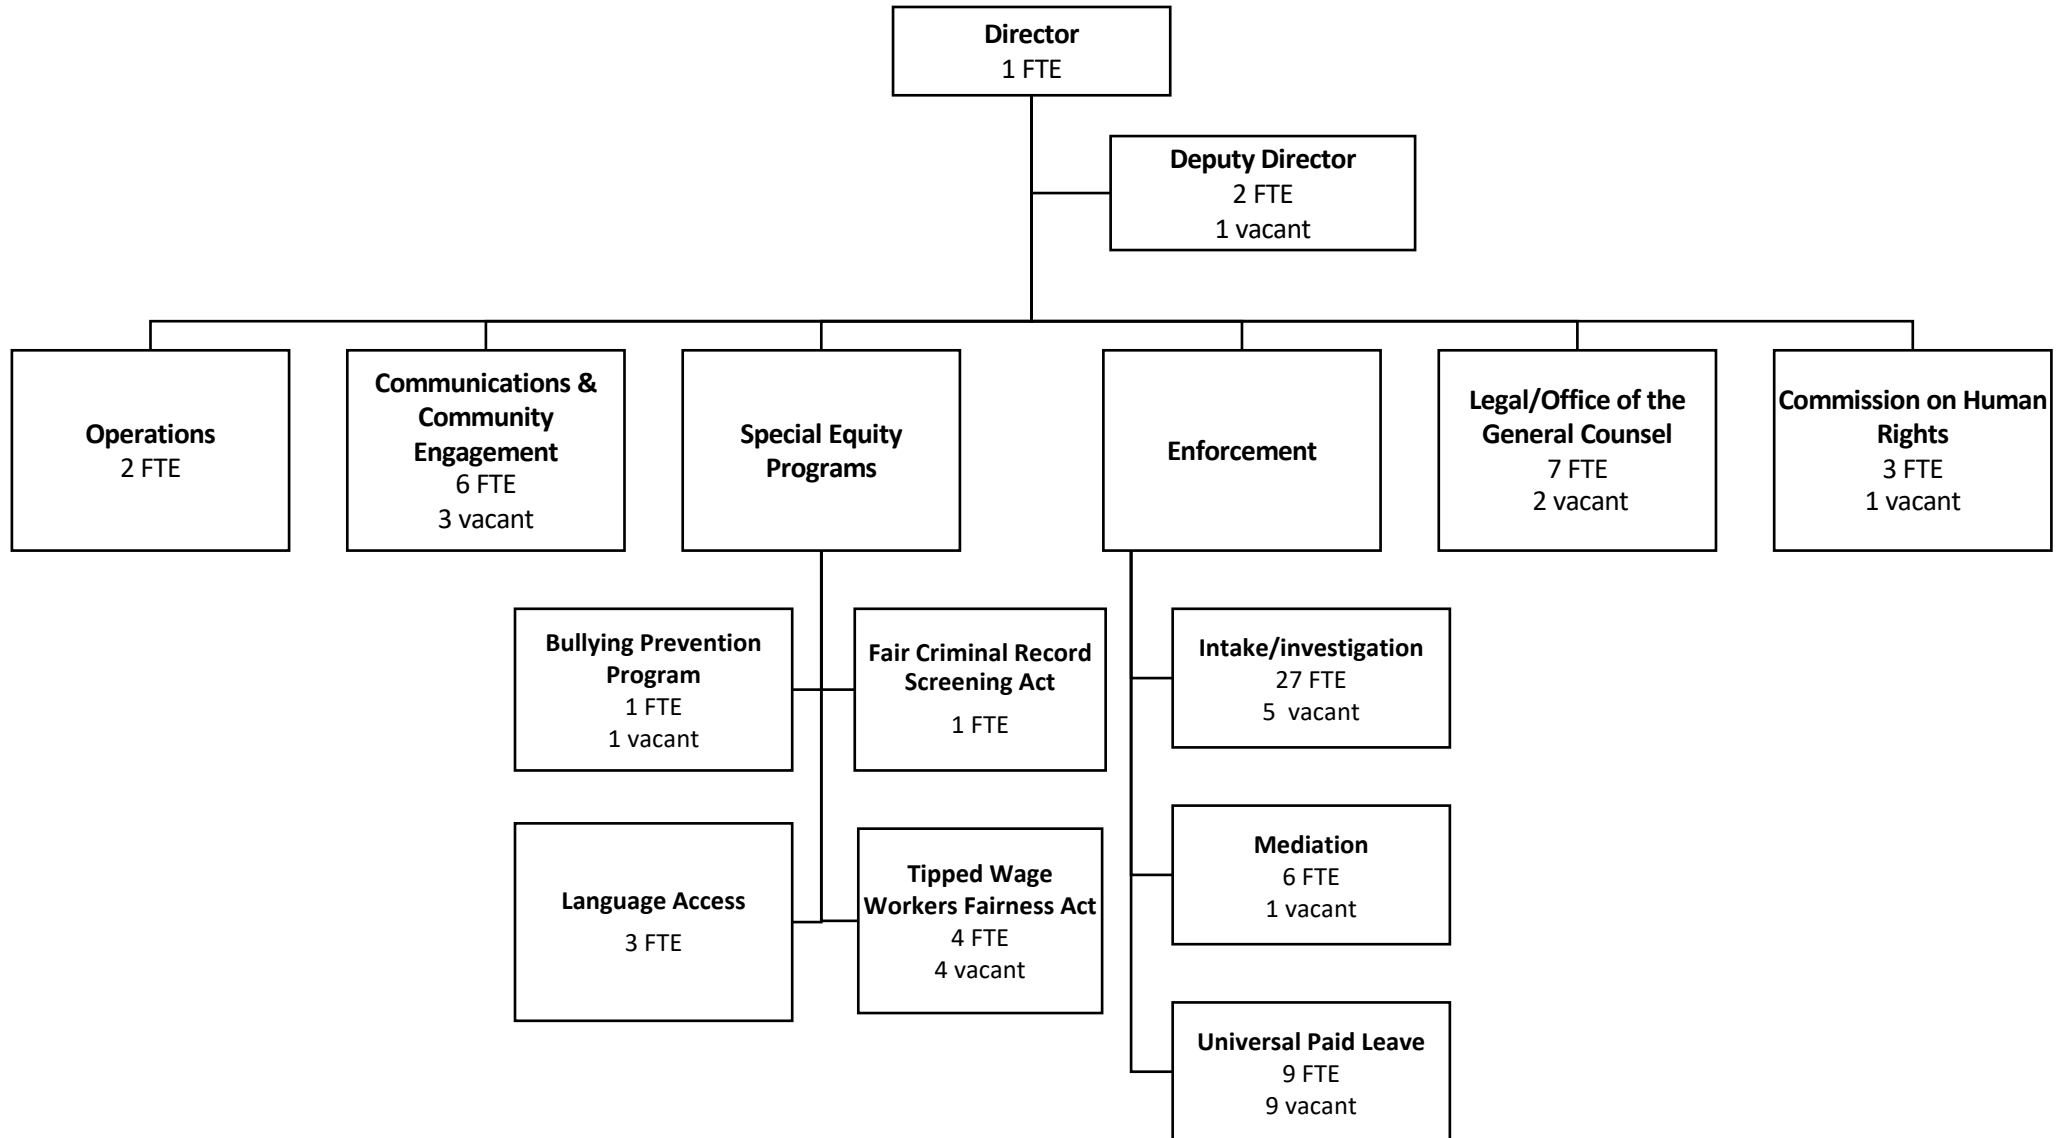 Director
1 FTE
Deputy Director
2 FTE
1 vacant
Operations
2 FTE
Communications &
Community
Engagement
6 FTE
3 vacant
Special Equity
Programs
Enforcement
Legal/Office of the
General Counsel
7 FTE
2 vacant
Commission on Human
Rights
3 FTE
1 vacant
Bullying Prevention
Program
1 FTE
1 vacant
Fair Criminal Record
Screening Act
1 FTE
Intake/investigation
27 FTE
5 vacant
Language Access
3 FTE
Tipped Wage
Workers Fairness Act
4 FTE
4 vacant
Mediation
6 FTE
1 vacant
Universal Paid Leave
9 FTE
9 vacant